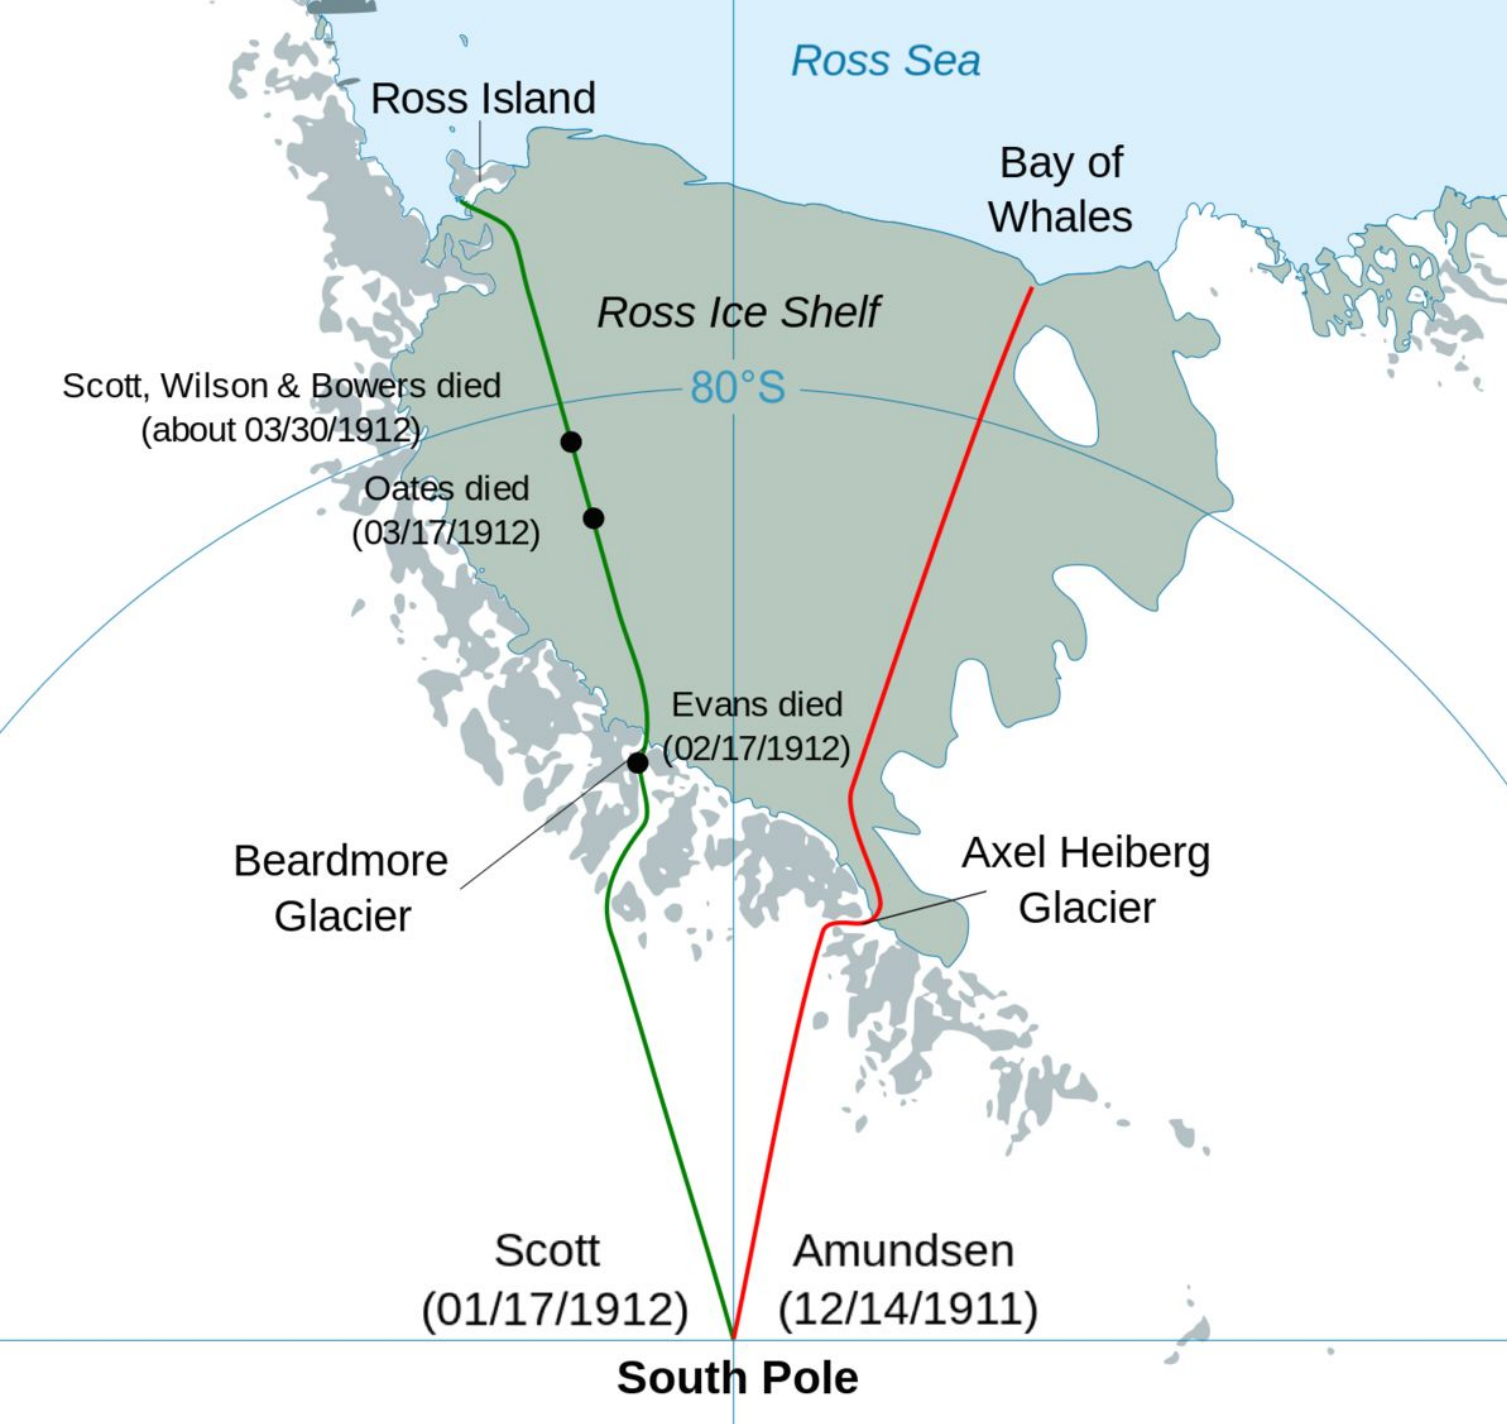 Ross Sea
Ross Island
Bay of
Whales
Ross Ice Shelf
80°S
Scott, Wilson & Bowers died
(about 03/30/1912)
Oates died
(03/17/1912)
Evans died
(02/17/1912)
Beardmore
Glacier
Axel Heiberg
Glacier
Scott
(01/17/1912)
Amundsen
(12/14/1911)
South Pole